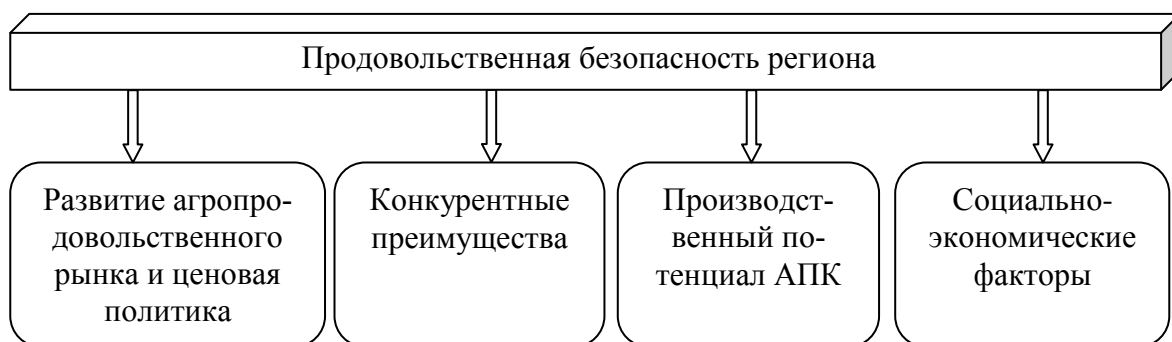 Продовольственная безопасность региона
Развитие агропро-
довольственного
рынка и ценовая
политика
Конкурентные
преимущества
Производст-
венный по-
тенциал АПК
Социально-
экономические
факторы